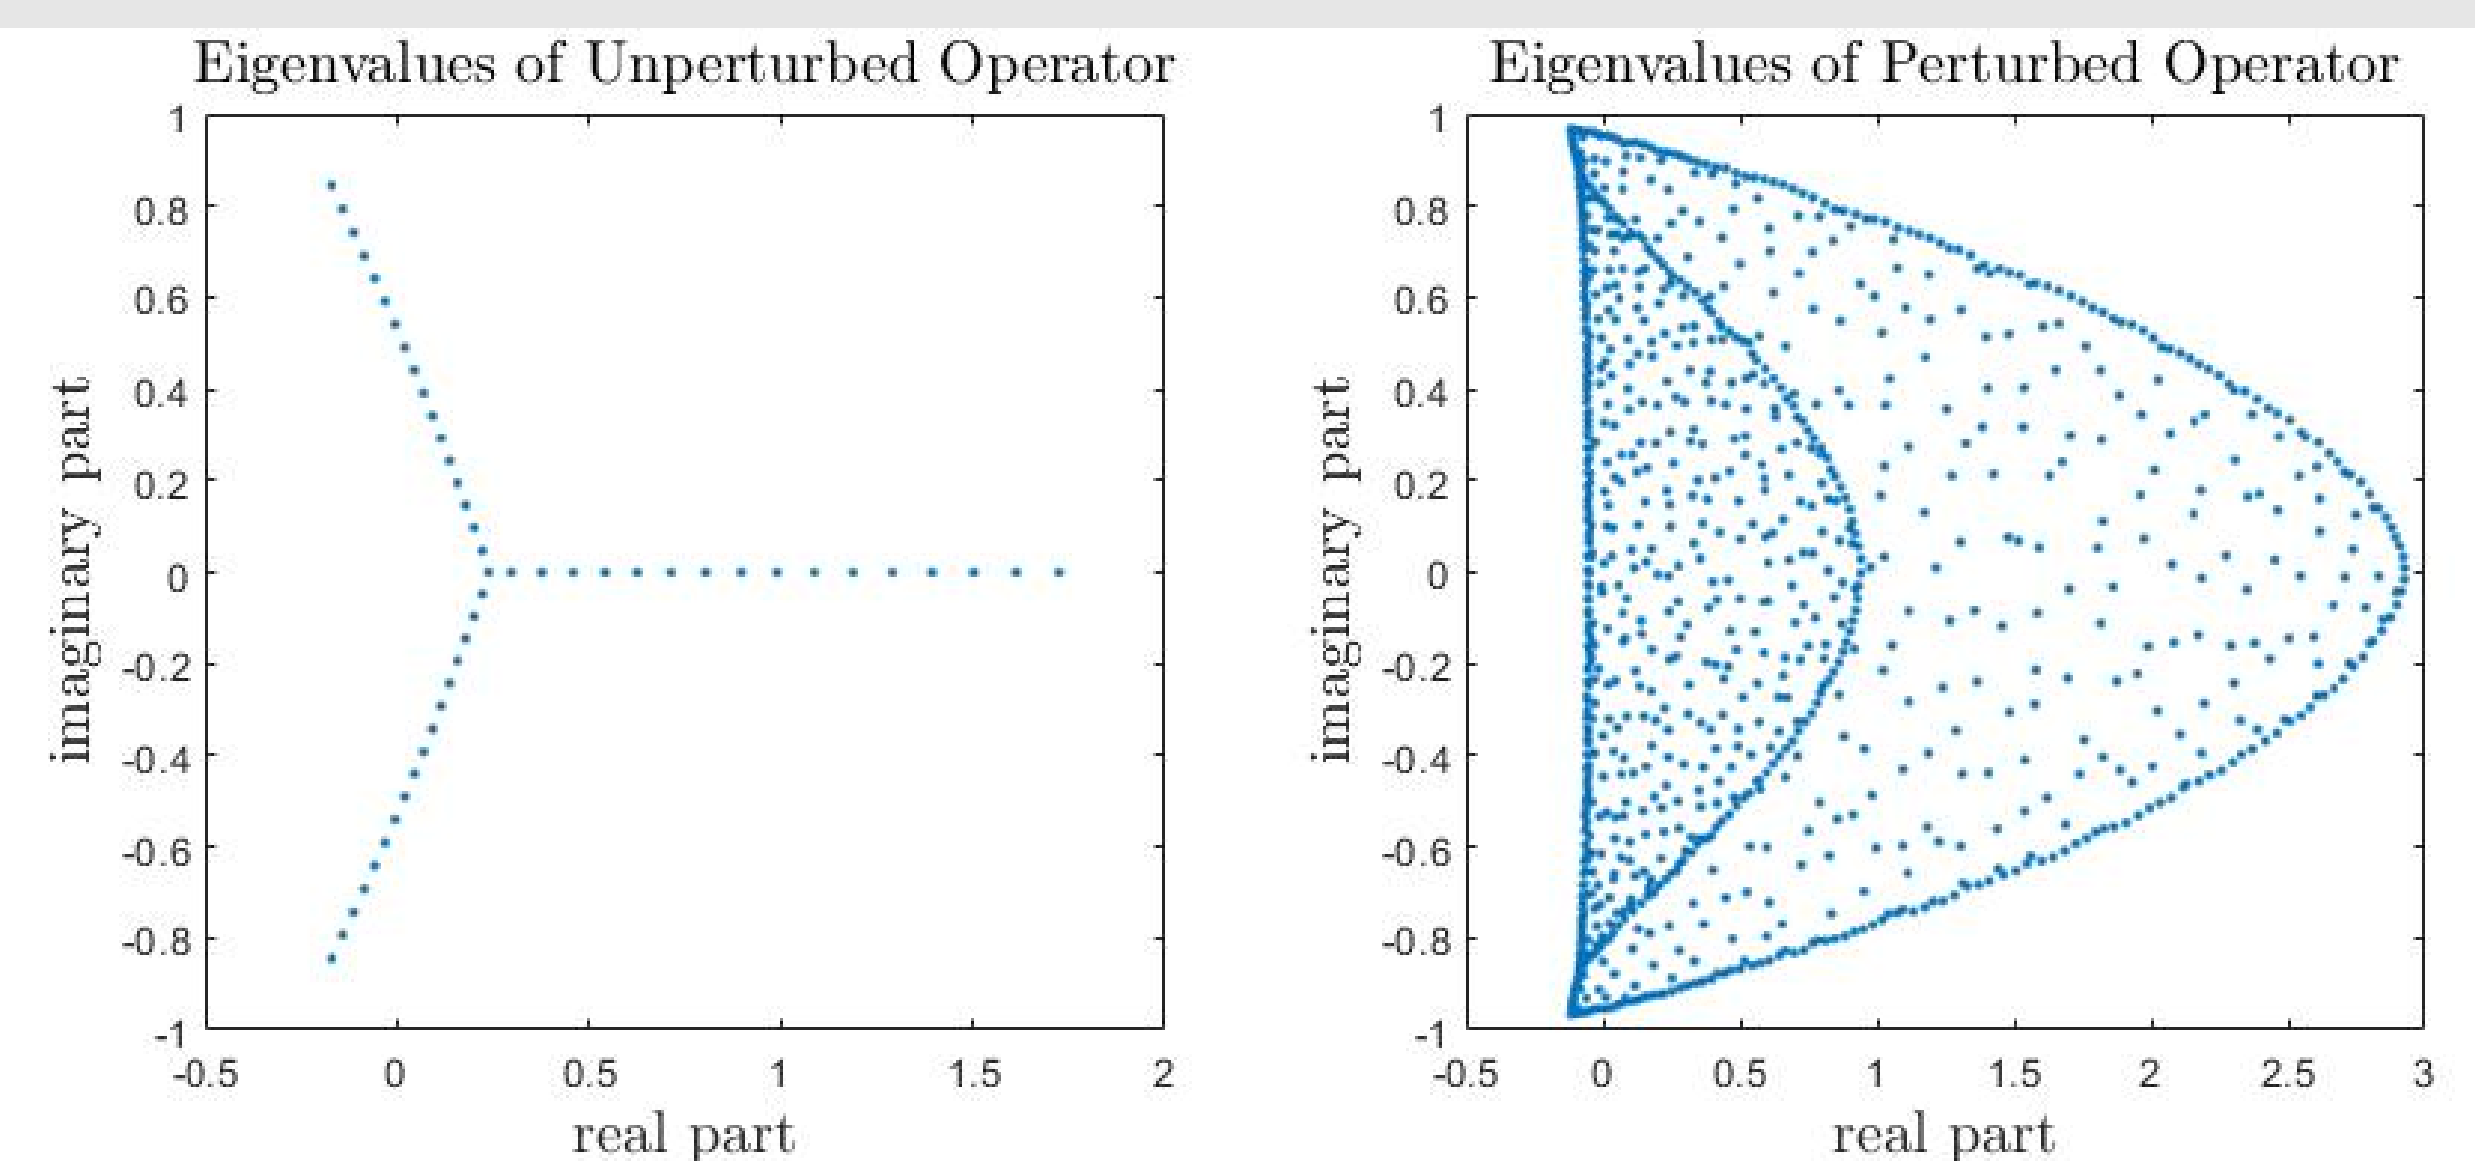 Eigenvalues of Unperturbed Operator
1
0.8
0.6
0.4
0.2
0
-0.2
-0.4
-0.6
-0.8
-1
imaginary part
-0.5 0 0.5 1 1.5 2
real part
Eigenvalues of Perturbed Operator
1
0.8
0.6
0.4
0.2
0
-0.2
-0.4
-0.6
-0.8
-1
imaginary part
-0.5 0 0.5 1 1.5 2 2.5 3
real part